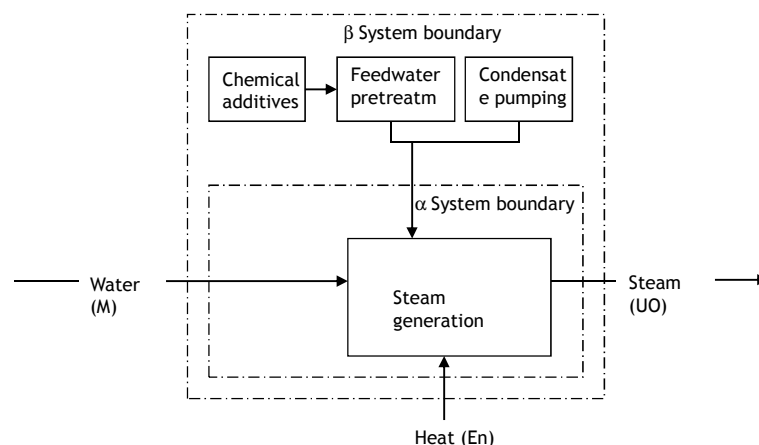 β System boundary
Chemical
additives
Feedwater
pretreatm
Condensat
e pumping
α System boundary
Water
(M)
Steam
generation
Steam
(UO)
Heat (En)